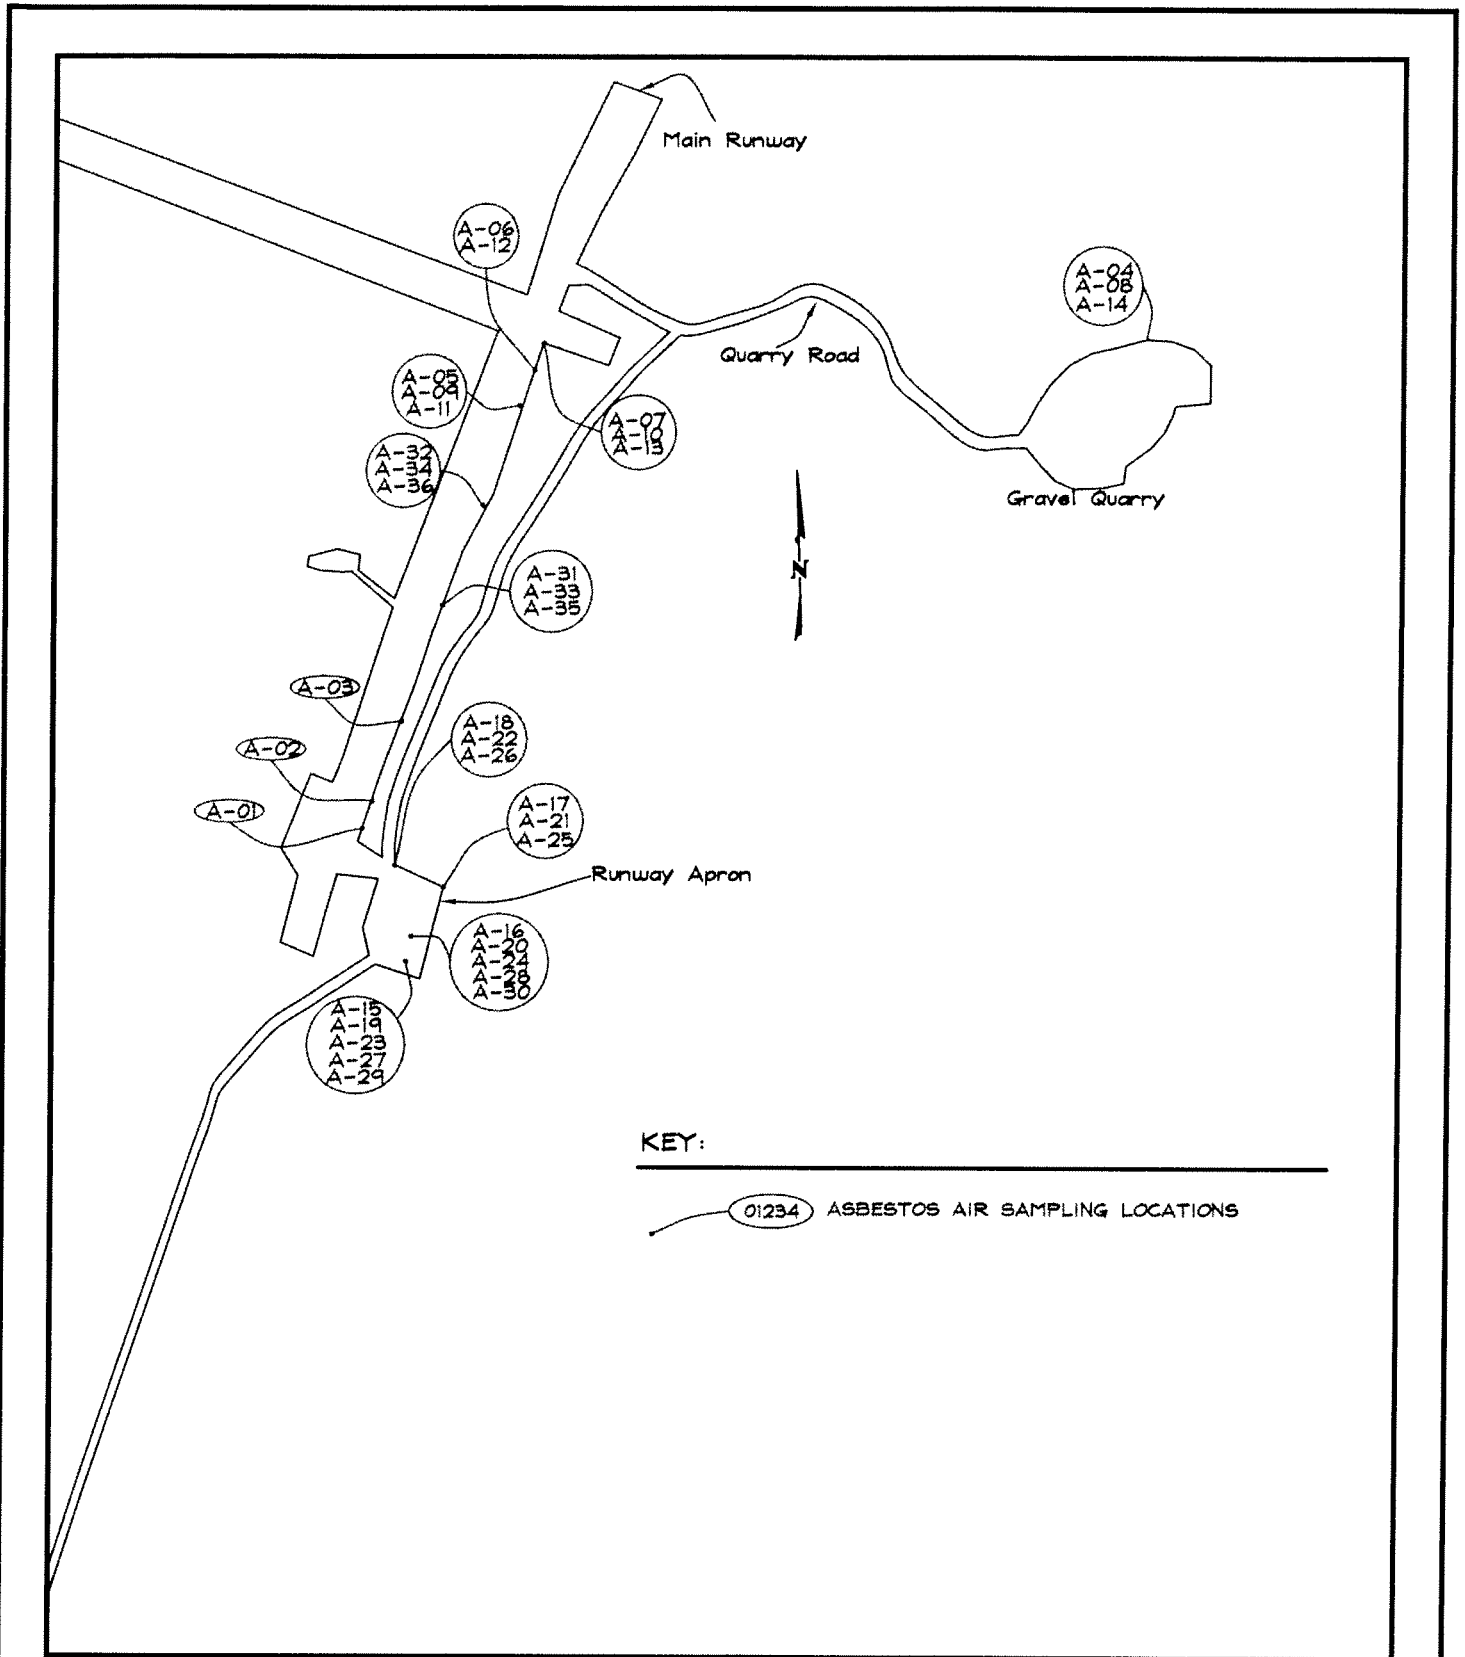 Main Runway
A-06
A-12
A-04
A-08
A-14
Quarry Road
A-05
A-09
A-11
A-07
A-10
A-13
A-32
A-34
A-36
Gravel Quarry
N
A-31
A-33
A-35
A-03
A-18
A-22
A-26
A-02
A-01
A-17
A-21
A-25
Runway Apron
A-16
A-20
A-24
A-28
A-30
A-15
A-19
A-23
A-27
A-29
KEY:
01234 ASBESTOS AIR SAMPLING LOCATIONS